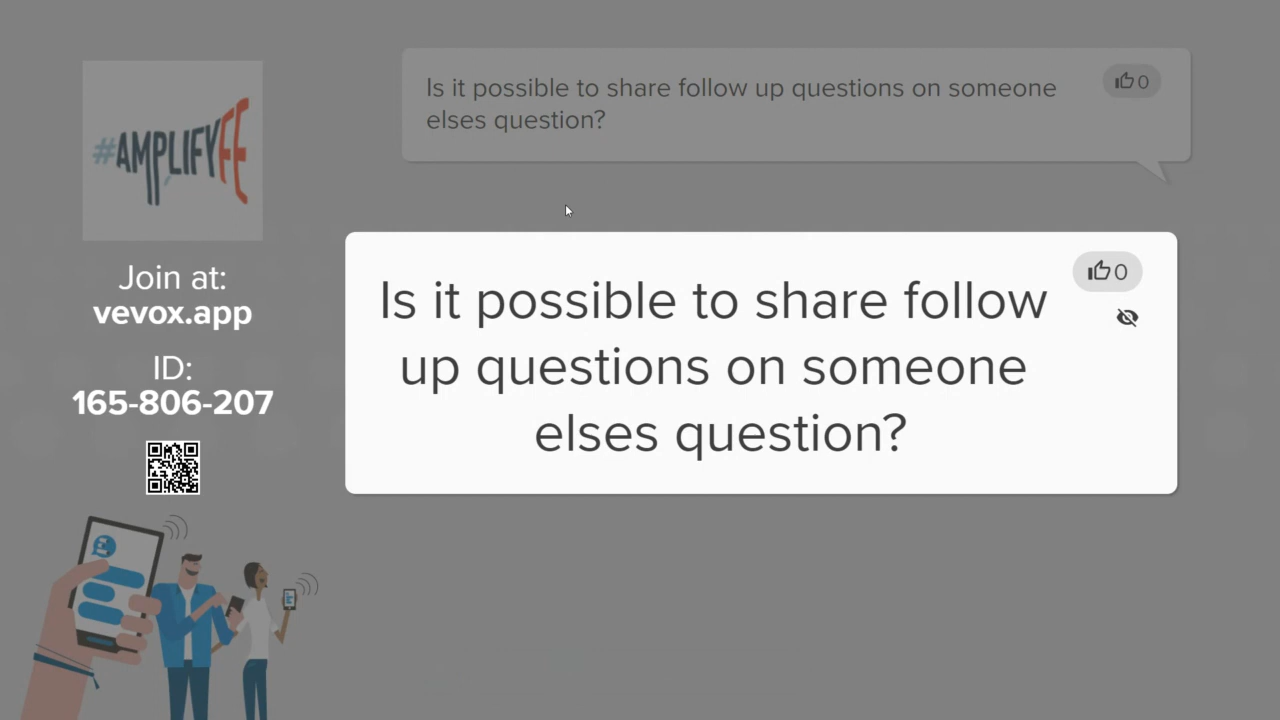 #AMPLIFYFE
Join at:
vevox.app
ID:
165-806-207
Is it possible to share follow up questions on someone
elses question?
0
Is it possible to share follow
up questions on someone
elses question?
0